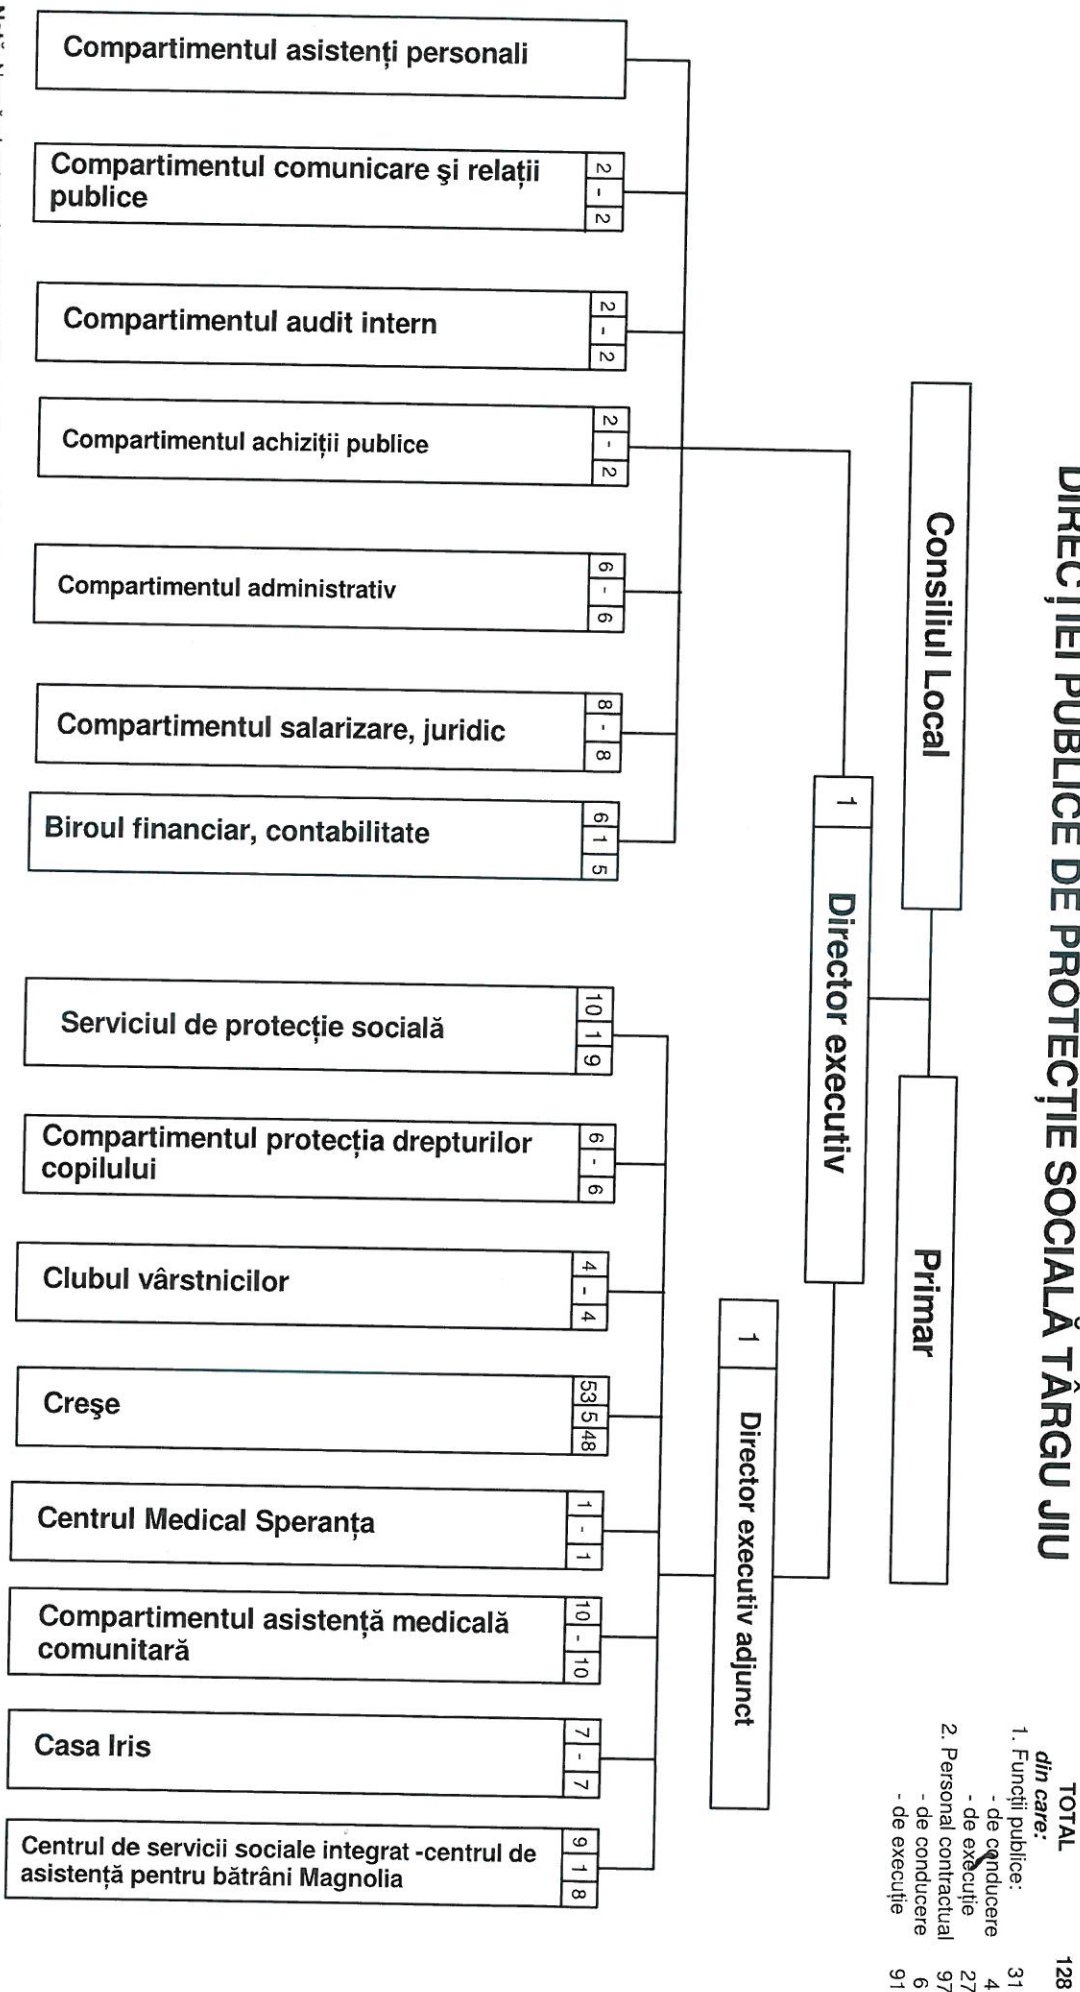 DIRECȚIEI PUBLICE DE PROTECȚIE SOCIALĂ TÂRGU JIU
TOTAL 128
din care:
1. Funcții publice: 31
- de conducere 4
- de execuție 27
2. Personal contractual 97
- de conducere 6
- de execuție 91
Consiliul Local
Primar
1 Director executiv
1 Director executiv adjunct
Compartimentul asistenți personali
Compartimentul comunicare şi relații
publice
2 - 2
Compartimentul audit intern
2 - 2
Compartimentul achiziții publice
2 - 2
Compartimentul administrativ
6 - 6
Compartimentul salarizare, juridic
8 - 8
Biroul financiar, contabilitate
6 1 5
Serviciul de protecție socială
10 1 9
Compartimentul protecția drepturilor
copilului
6 - 6
Clubul vârstnicilor
4 - 4
Creşe
53 5 48
Centrul Medical Speranța
1 - 1
Compartimentul asistență medicală
comunitară
10 - 10
Casa Iris
7 - 7
Centrul de servicii sociale integrat -centrul de
asistență pentru bătrâni Magnolia
9 1 8